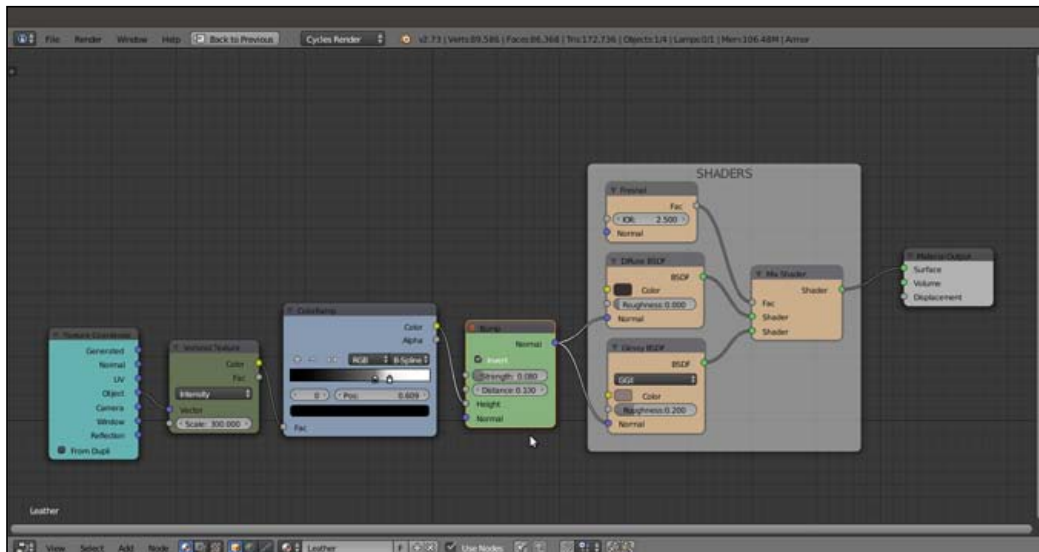 File Render Window Help Back to Previous Cycles Render v2.73 | Verts:89,586 | Faces:86,368 | Tris:172,736 | Objects:1/4 | Lamps:0/1 | Mem:106.48M | Armor
SHADERS
Fresnel
Fac
IOR: 2.500
Normal
Diffuse BSDF
BSDF
Color
Roughness:0.000
Normal
Glossy BSDF
BSDF
GGX
Color
Roughness:0.200
Normal
Mix Shader
Shader
Fac
Shader
Shader
Material Output
Surface
Volume
Displacement
Texture Coordinate
Generated
Normal
UV
Object
Camera
Window
Reflection
From Dupli
Voronoi Texture
Color
Fac
Intensity
Vector
Scale: 300.000
ColorRamp
Color
Alpha
RGB B-Spline
0 Pos: 0.609
Fac
Bump
Normal
Invert
Strength: 0.080
Distance:0.100
Height
Normal
Leather
View Select Add Node Leather F Use Nodes